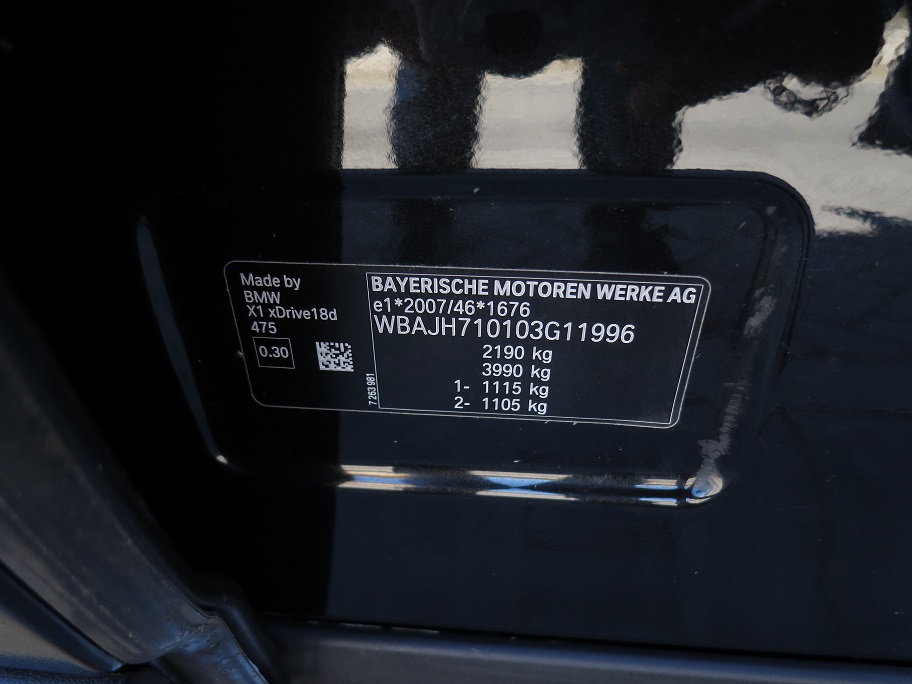 Made by
BMW
X1 xDrive18d
475
0.30
7 263 981
BAYERISCHE MOTOREN WERKE AG
e1*2007/46*1676
WBAJH710103G11996
2190 kg
3990 kg
1- 1115 kg
2- 1105 kg